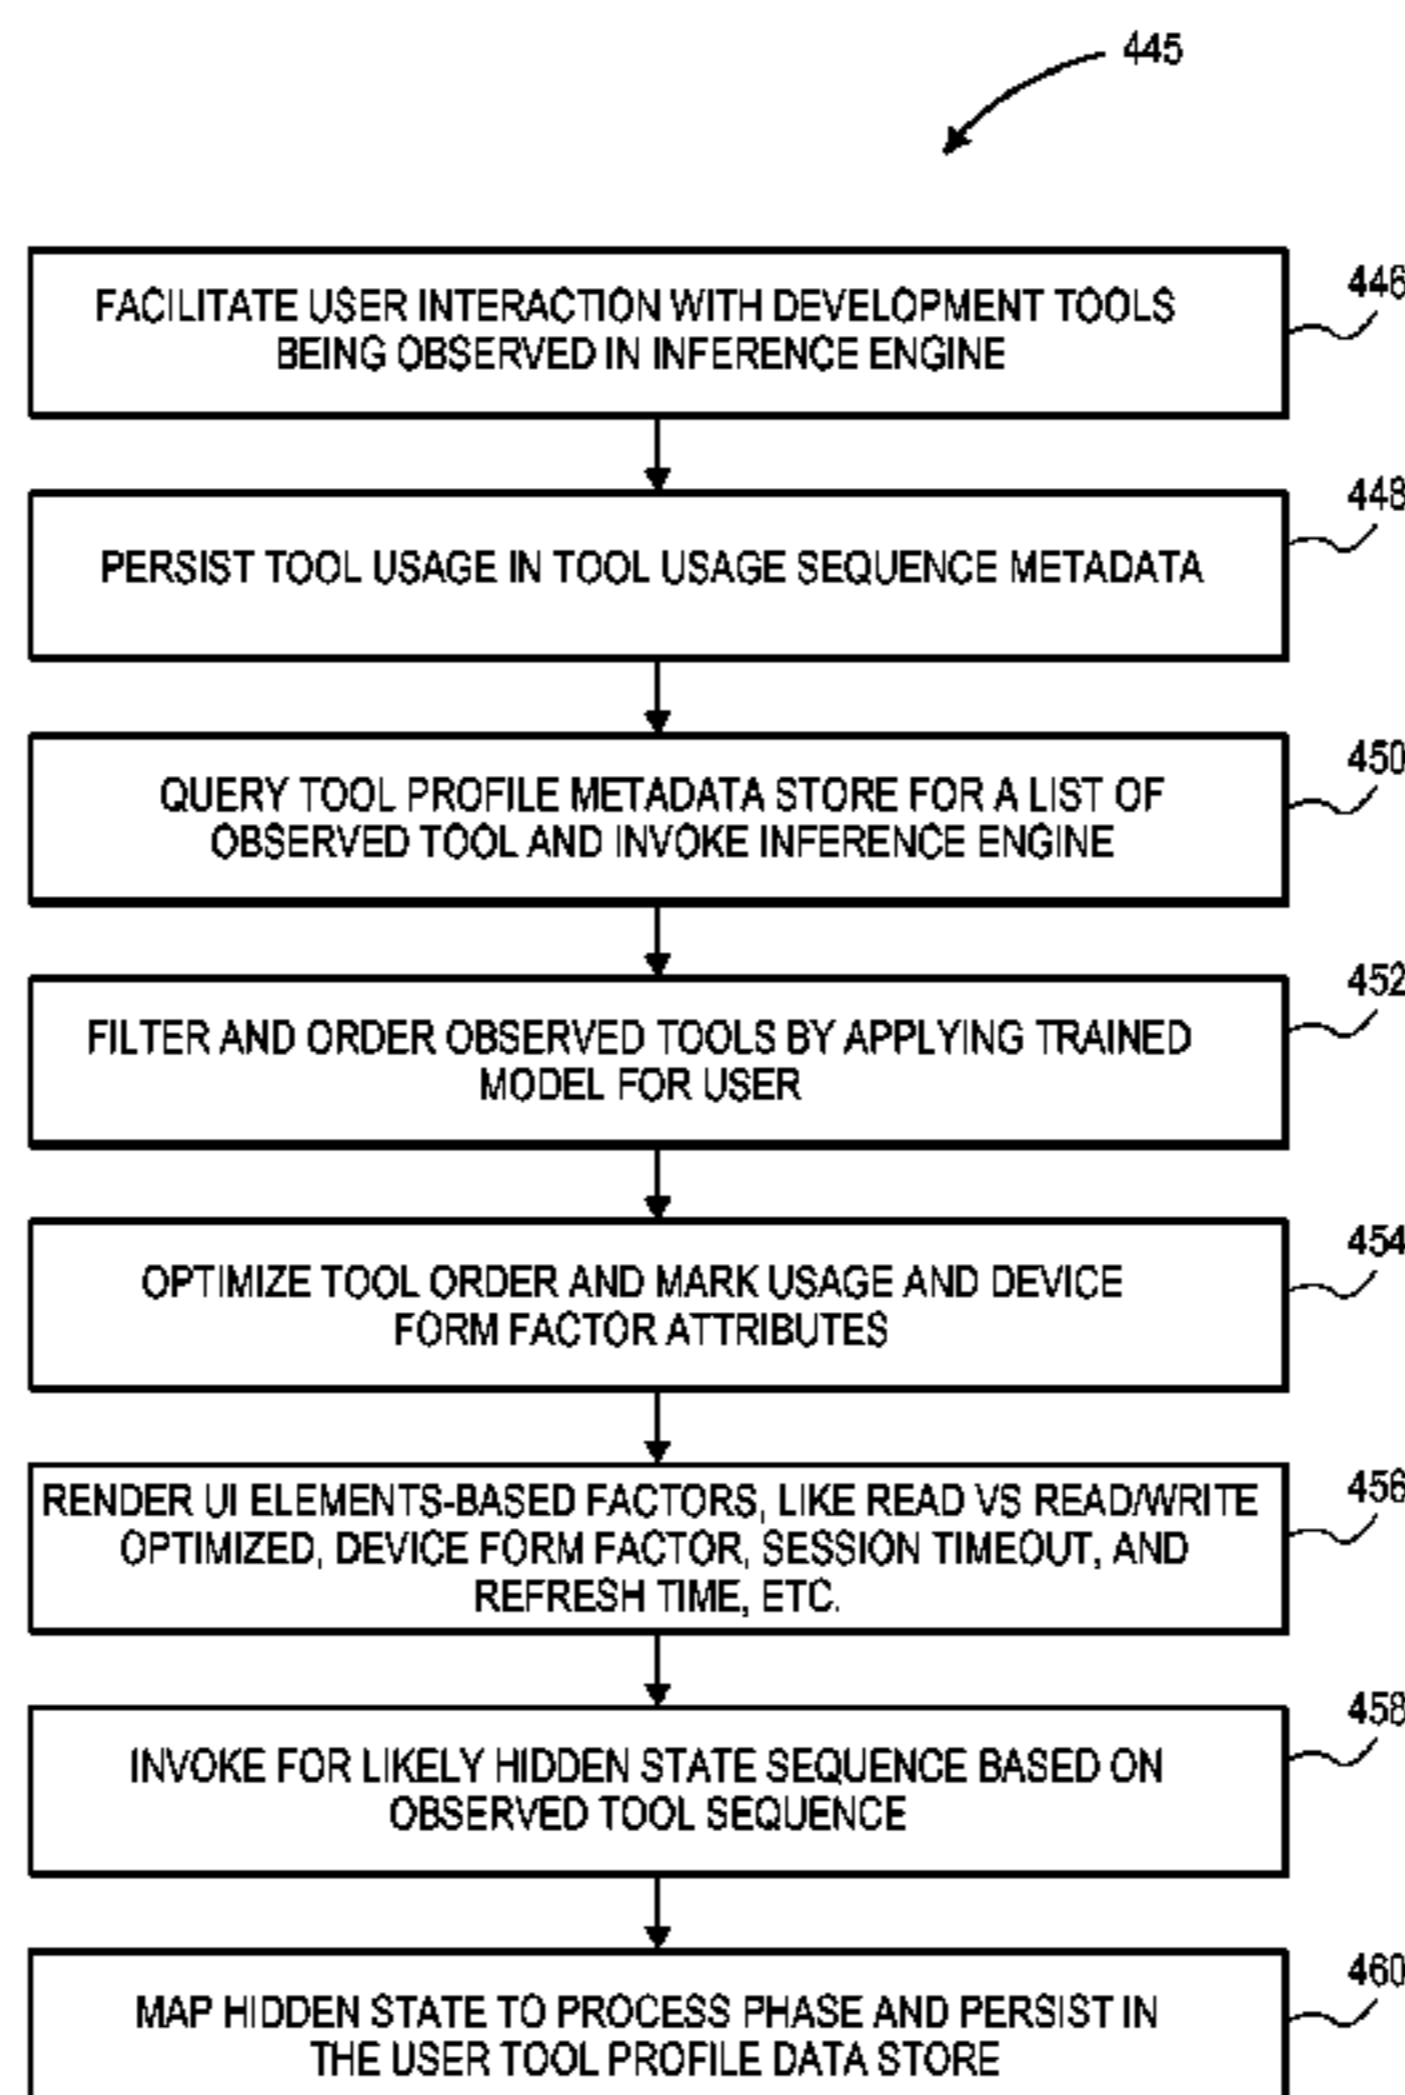 445
FACILITATE USER INTERACTION WITH DEVELOPMENT TOOLS
BEING OBSERVED IN INFERENCE ENGINE
446
PERSIST TOOL USAGE IN TOOL USAGE SEQUENCE METADATA
448
QUERY TOOL PROFILE METADATA STORE FOR A LIST OF
OBSERVED TOOL AND INVOKE INFERENCE ENGINE
450
FILTER AND ORDER OBSERVED TOOLS BY APPLYING TRAINED
MODEL FOR USER
452
OPTIMIZE TOOL ORDER AND MARK USAGE AND DEVICE
FORM FACTOR ATTRIBUTES
454
RENDER UI ELEMENTS-BASED FACTORS, LIKE READ VS READ/WRITE
OPTIMIZED, DEVICE FORM FACTOR, SESSION TIMEOUT, AND
REFRESH TIME, ETC.
456
INVOKE FOR LIKELY HIDDEN STATE SEQUENCE BASED ON
OBSERVED TOOL SEQUENCE
458
MAP HIDDEN STATE TO PROCESS PHASE AND PERSIST IN
THE USER TOOL PROFILE DATA STORE
460